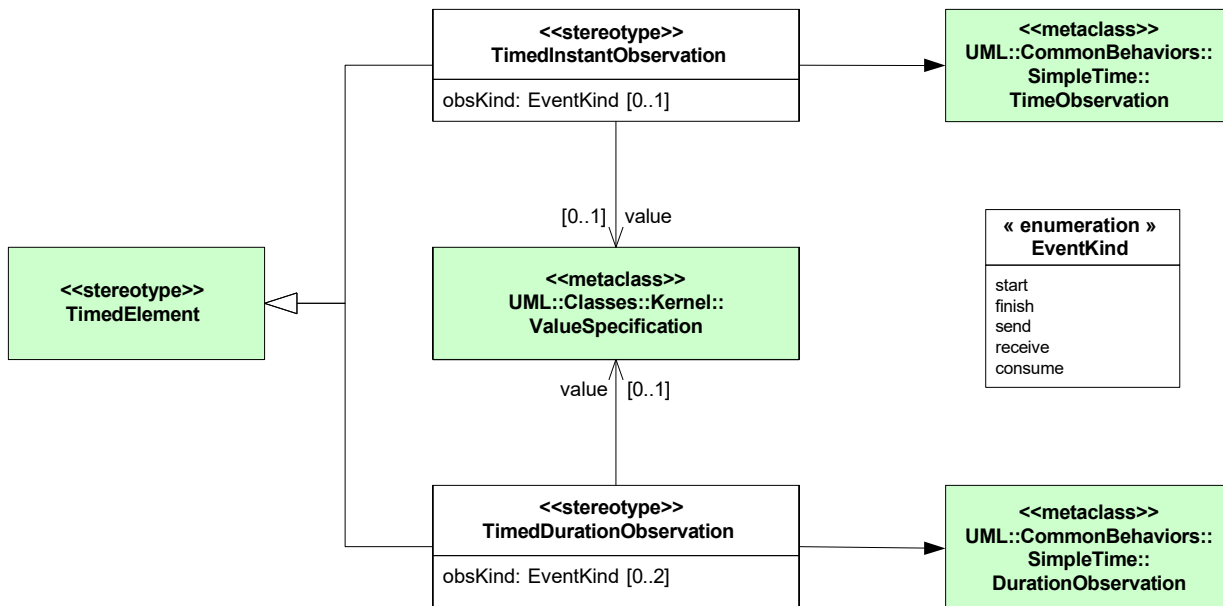 <<stereotype>>
TimedInstantObservation
obsKind: EventKind [0..1]
<<metaclass>>
UML::CommonBehaviors::
SimpleTime::
TimeObservation
[0..1] value
« enumeration »
EventKind
start
finish
send
receive
consume
<<stereotype>>
TimedElement
<<metaclass>>
UML::Classes::Kernel::
ValueSpecification
value [0..1]
<<stereotype>>
TimedDurationObservation
obsKind: EventKind [0..2]
<<metaclass>>
UML::CommonBehaviors::
SimpleTime::
DurationObservation